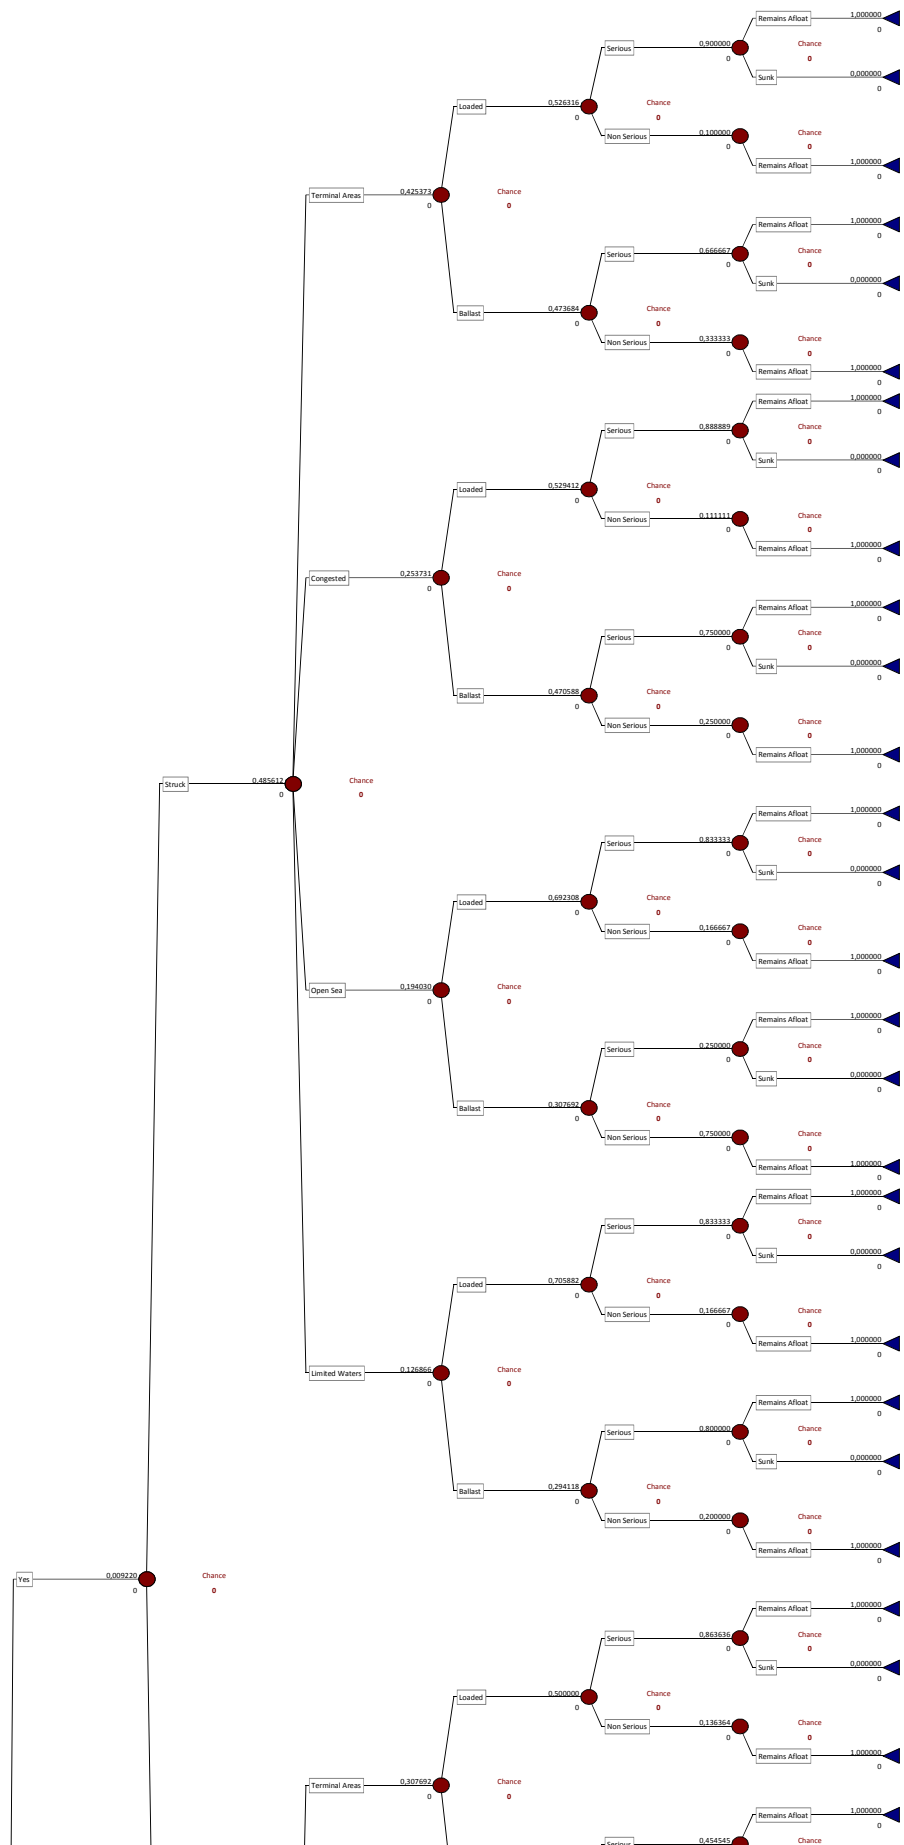 Remains Afloat 1,000000
0
Serious 0,900000 Chance
0 0
Sunk 0,000000
0
Loaded 0,526316 Chance
0 0
Non Serious 0,100000 Chance
0 0
Remains Afloat 1,000000
0
Terminal Areas 0,425373 Chance
0 0
Remains Afloat 1,000000
0
Serious 0,666667 Chance
0 0
Sunk 0,000000
0
Ballast 0,473684 Chance
0 0
Non Serious 0,333333 Chance
0 0
Remains Afloat 1,000000
0
Remains Afloat 1,000000
0
Serious 0,888889 Chance
0 0
Sunk 0,000000
0
Loaded 0,529412 Chance
0 0
Non Serious 0,111111 Chance
0 0
Remains Afloat 1,000000
0
Congested 0,253731 Chance
0 0
Remains Afloat 1,000000
0
Serious 0,750000 Chance
0 0
Sunk 0,000000
0
Ballast 0,470588 Chance
0 0
Non Serious 0,250000 Chance
0 0
Remains Afloat 1,000000
0
Struck 0,485612 Chance
0 0
Remains Afloat 1,000000
0
Serious 0,833333 Chance
0 0
Sunk 0,000000
0
Loaded 0,692308 Chance
0 0
Non Serious 0,166667 Chance
0 0
Remains Afloat 1,000000
0
Open Sea 0,194030 Chance
0 0
Remains Afloat 1,000000
0
Serious 0,250000 Chance
0 0
Sunk 0,000000
0
Ballast 0,307692 Chance
0 0
Non Serious 0,750000 Chance
0 0
Remains Afloat 1,000000
0
Remains Afloat 1,000000
0
Serious 0,833333 Chance
0 0
Sunk 0,000000
0
Loaded 0,705882 Chance
0 0
Non Serious 0,166667 Chance
0 0
Remains Afloat 1,000000
0
Limited Waters 0,126866 Chance
0 0
Remains Afloat 1,000000
0
Serious 0,800000 Chance
0 0
Sunk 0,000000
0
Ballast 0,294118 Chance
0 0
Non Serious 0,200000 Chance
0 0
Remains Afloat 1,000000
0
Yes 0,009220 Chance
0 0
Remains Afloat 1,000000
0
Serious 0,863636 Chance
0 0
Sunk 0,000000
0
Loaded 0,500000 Chance
0 0
Non Serious 0,136364 Chance
0 0
Remains Afloat 1,000000
0
Terminal Areas 0,307692 Chance
0 0
Remains Afloat 1,000000
0
Serious 0,454545 Chance